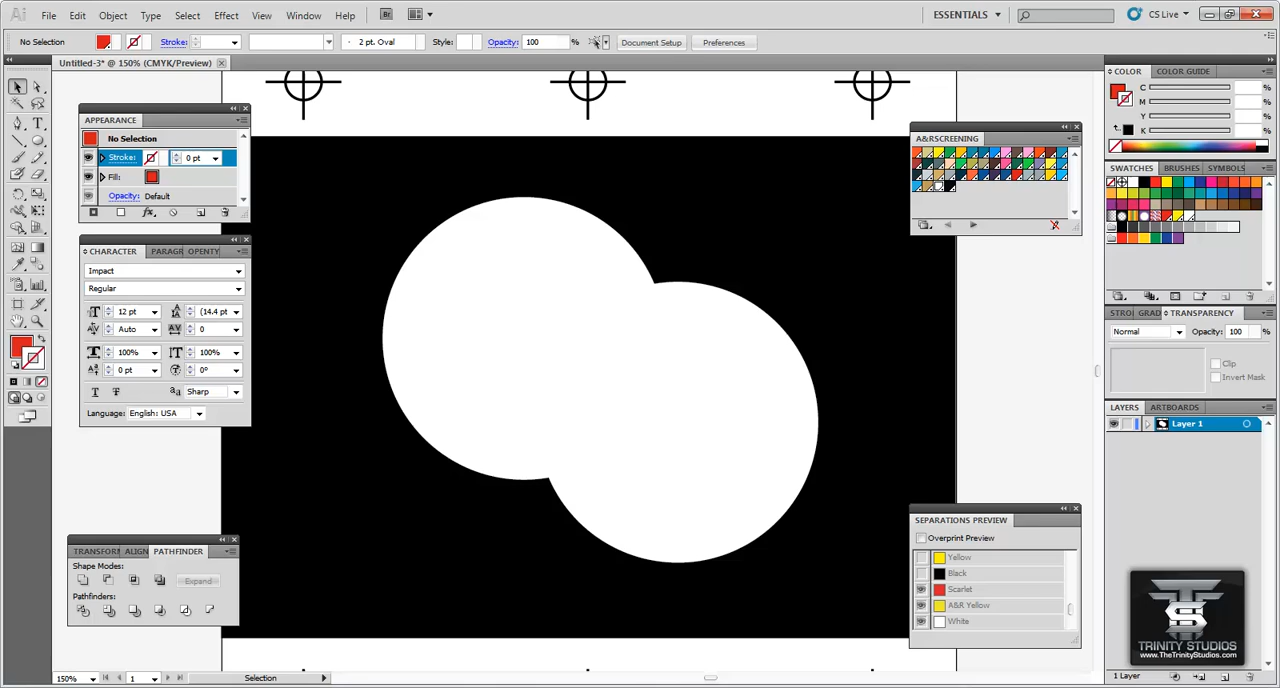 Ai File Edit Object Type Select Effect View Window Help Br ESSENTIALS CS Live
No Selection Stroke: 2 pt. Oval Style: Opacity: 100 % Document Setup Preferences
Untitled-3* @ 150% (CMYK/Preview)
APPEARANCE
No Selection
Stroke: 0 pt
Fill:
Opacity: Default
CHARACTER PARAGR OPENTY
Impact
Regular
12 pt (14.4 pt
Auto 0
100% 100%
0 pt 0°
Sharp
Language: English: USA
TRANSFORM ALIGN PATHFINDER
Shape Modes:
Expand
Pathfinders:
150% 1 Selection
A&RSCREENING
SEPARATIONS PREVIEW
Overprint Preview
Yellow
Black
Scarlet
A&R Yellow
White
COLOR COLOR GUIDE
C %
M %
Y %
K %
SWATCHES BRUSHES SYMBOLS
STRO GRAD TRANSPARENCY
Normal Opacity: 100 %
Clip
Invert Mask
LAYERS ARTBOARDS
Layer 1
TS
TRINITY STUDIOS
www.TheTrinityStudios.com
1 Layer